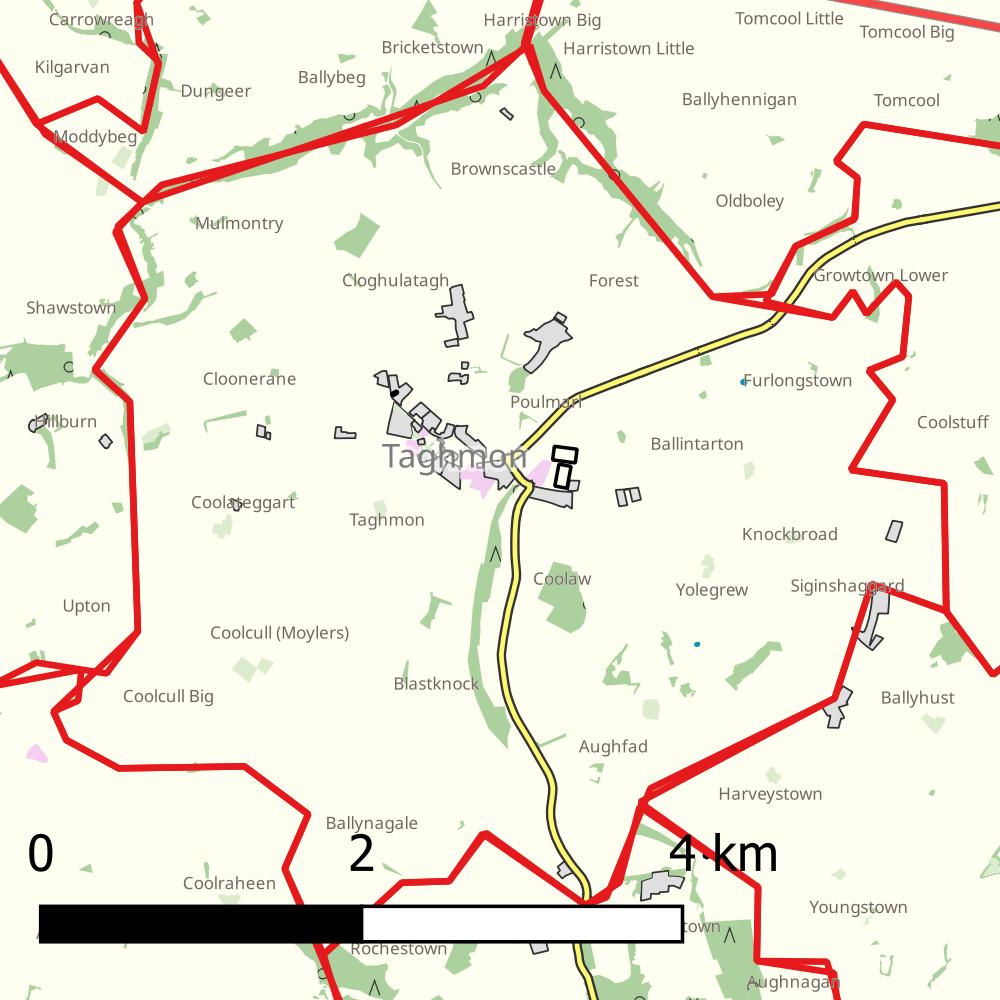 Carrowreagh
Harristown Big
Tomcool Little
Tomcool Big
Bricketstown
Harristown Little
Kilgarvan
Ballybeg
Dungeer
Ballyhennigan
Tomcool
Moddybeg
Brownscastle
Oldboley
Mulmontry
Cloghulatagh
Forest
Growtown Lower
Shawstown
Cloonerane
Furlongstown
Poulmarl
Hillburn
Coolstuff
Ballintarton
Taghmon
Coolateggart
Taghmon
Knockbroad
Coolaw
Yolegrew
Siginshaggard
Upton
Coolcull (Moylers)
Blastknock
Coolcull Big
Ballyhust
Aughfad
Harveystown
Ballynagale
0 2 4 km
Coolraheen
Youngstown
town
Rochestown
Aughnagan